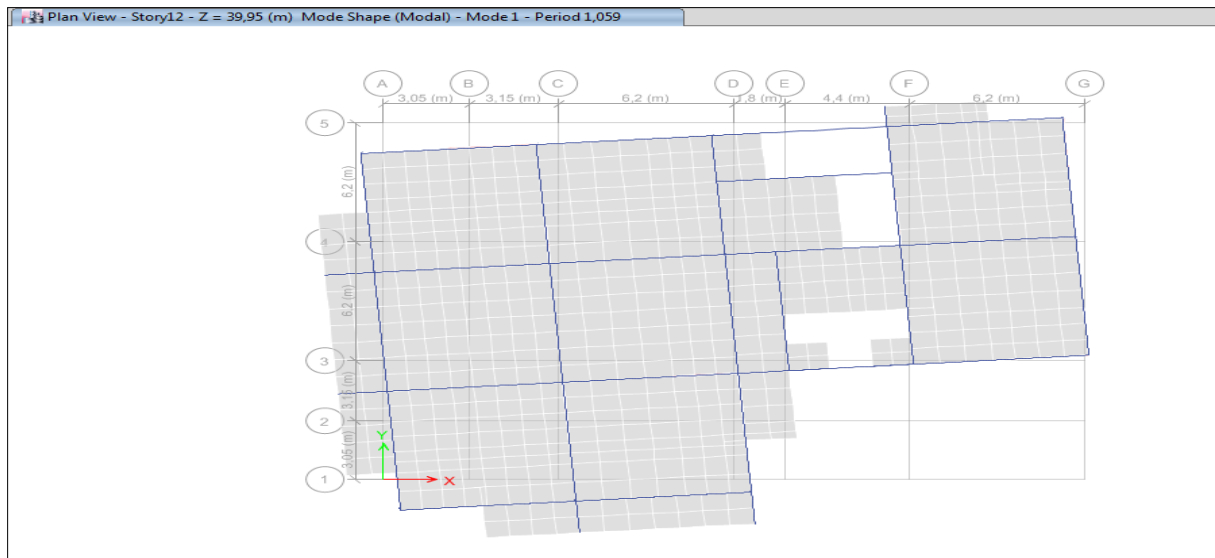 Plan View - Story12 - Z = 39,95 (m) Mode Shape (Modal) - Mode 1 - Period 1,059
A B C D E F G
3,05 (m) 3,15 (m) 6,2 (m) 1,8 (m) 4,4 (m) 6,2 (m)
5
6,2 (m)
4
6,2 (m)
3
3,15 (m)
2
3,05 (m)
Y
1
X